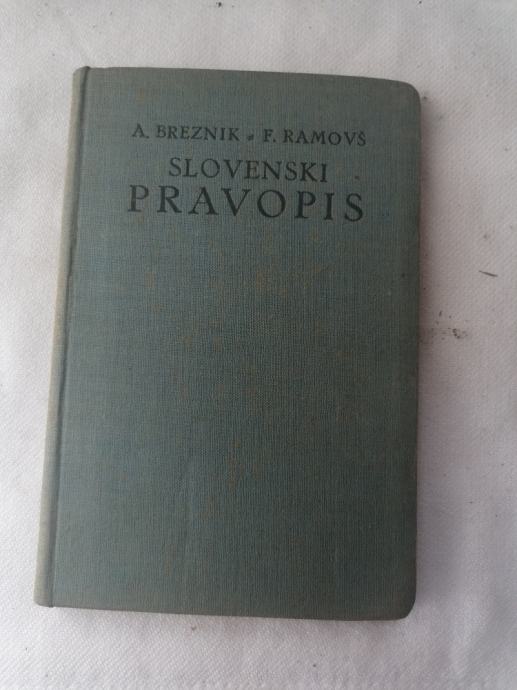 A. BREZNIK • F. RAMOVŠ
SLOVENSKI
PRAVOPIS